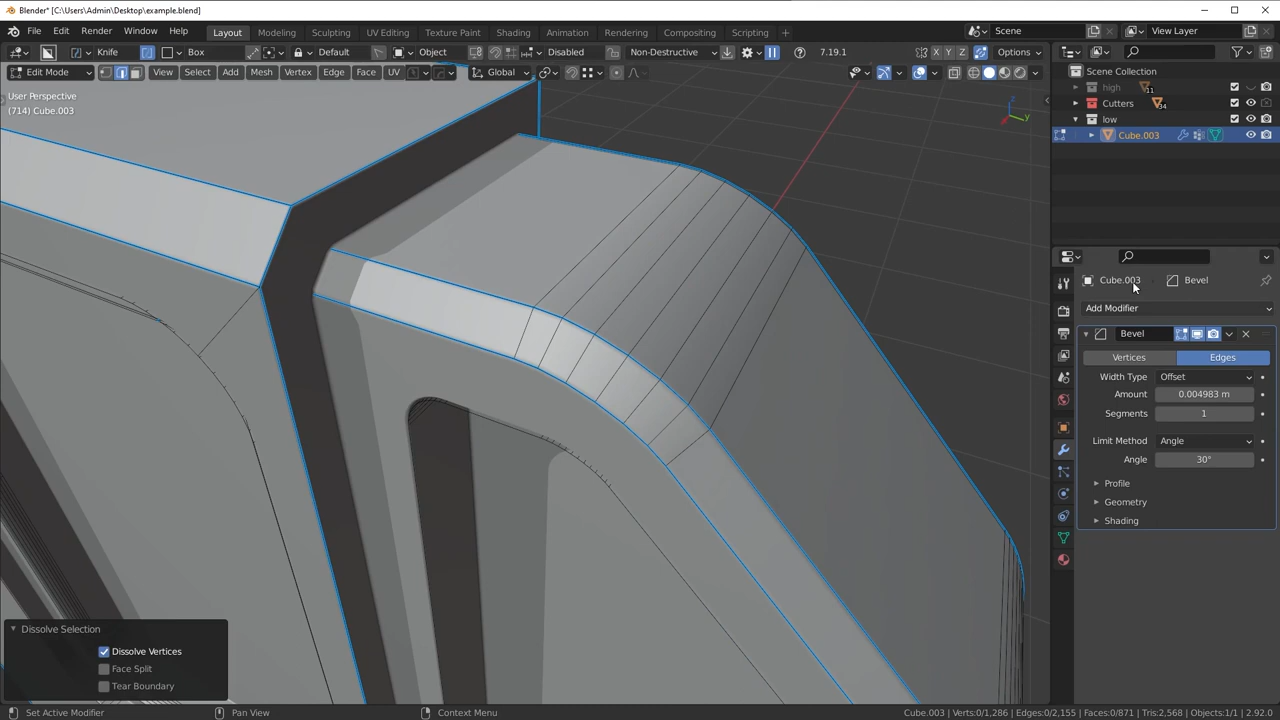 Blender* [C:\Users\Admin\Desktop\example.blend]
File Edit Render Window Help Layout Modeling Sculpting UV Editing Texture Paint Shading Animation Rendering Compositing Scripting + Scene View Layer
Knife Box Default Object Disabled Non-Destructive 7.19.1 X Y Z Options
Edit Mode View Select Add Mesh Vertex Edge Face UV Global
User Perspective
(714) Cube.003
Z
Y
Scene Collection
high 11
Cutters 34
low
Cube.003
Cube.003 Bevel
Add Modifier
Bevel
Vertices Edges
Width Type Offset
Amount 0.004983 m
Segments 1
Limit Method Angle
Angle 30°
Profile
Geometry
Shading
Dissolve Selection
Dissolve Vertices
Face Split
Tear Boundary
Set Active Modifier Pan View Context Menu Cube.003 | Verts:0/1,286 | Edges:0/2,155 | Faces:0/871 | Tris:2,568 | Objects:1/1 | 2.92.0